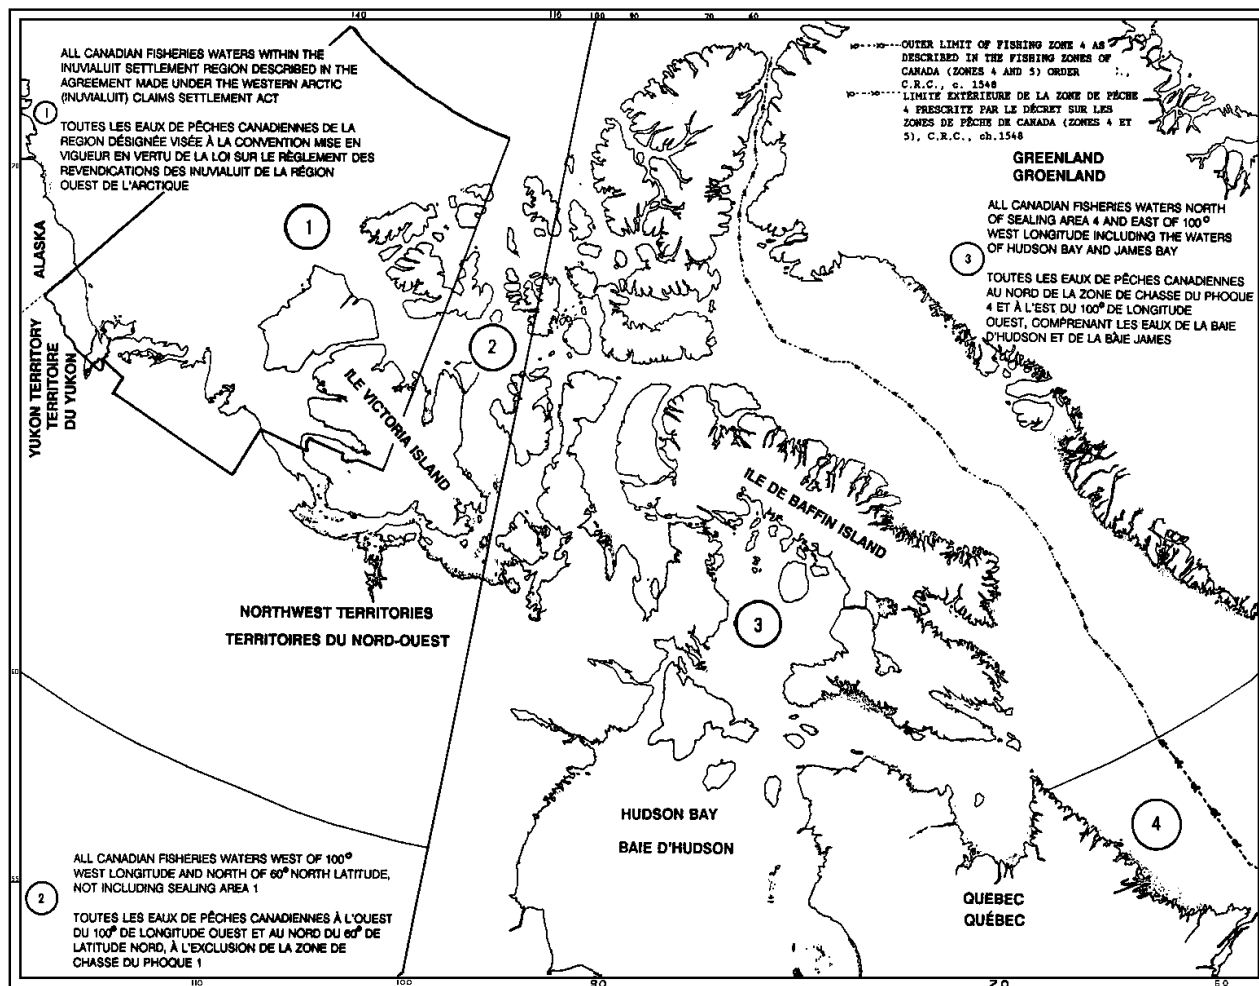 140
110
100
90
70
60
ALL CANADIAN FISHERIES WATERS WITHIN THE
INUVIALUIT SETTLEMENT REGION DESCRIBED IN THE
AGREEMENT MADE UNDER THE WESTERN ARCTIC
(INUVIALUIT) CLAIMS SETTLEMENT ACT
1
TOUTES LES EAUX DE PÊCHES CANADIENNES DE LA
RÉGION DÉSIGNÉE VISÉE À LA CONVENTION MISE EN
VIGUEUR EN VERTU DE LA LOI SUR LE RÈGLEMENT DES
REVENDICATIONS DES INUVIALUIT DE LA RÉGION
OUEST DE L'ARCTIQUE
OUTER LIMIT OF FISHING ZONE 4 AS
DESCRIBED IN THE FISHING ZONES OF
CANADA (ZONES 4 AND 5) ORDER
C.R.C., c. 1548
LIMITE EXTÉRIEURE DE LA ZONE DE PÊCHE
4 PRESCRITE PAR LE DÉCRET SUR LES
ZONES DE PÊCHE DE CANADA (ZONES 4 ET
5), C.R.C., ch.1548
GREENLAND
GROENLAND
ALL CANADIAN FISHERIES WATERS NORTH
OF SEALING AREA 4 AND EAST OF 100°
WEST LONGITUDE INCLUDING THE WATERS
OF HUDSON BAY AND JAMES BAY
3
TOUTES LES EAUX DE PÊCHES CANADIENNES
AU NORD DE LA ZONE DE CHASSE DU PHOQUE
4 ET À L'EST DU 100° DE LONGITUDE
OUEST, COMPRENANT LES EAUX DE LA BAIE
D'HUDSON ET DE LA BAIE JAMES
70
1
2
ALASKA
YUKON TERRITORY
TERRITOIRE
DU YUKON
ILE VICTORIA ISLAND
ILE DE BAFFIN ISLAND
NORTHWEST TERRITORIES
TERRITOIRES DU NORD-OUEST
3
60
HUDSON BAY
BAIE D'HUDSON
4
QUEBEC
QUÉBEC
ALL CANADIAN FISHERIES WATERS WEST OF 100°
WEST LONGITUDE AND NORTH OF 60° NORTH LATITUDE,
NOT INCLUDING SEALING AREA 1
55
2
TOUTES LES EAUX DE PÊCHES CANADIENNES À L'OUEST
DU 100° DE LONGITUDE OUEST ET AU NORD DU 60° DE
LATITUDE NORD, À L'EXCLUSION DE LA ZONE DE
CHASSE DU PHOQUE 1
110
100
90
70
60